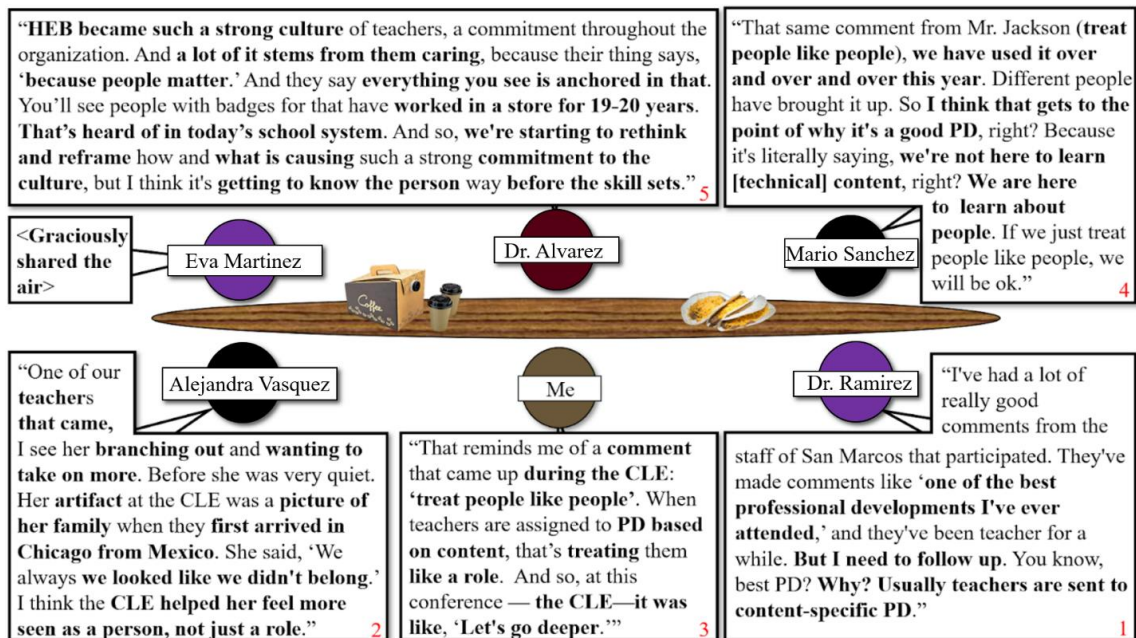 “HEB became such a strong culture of teachers, a commitment throughout the
organization. And a lot of it stems from them caring, because their thing says,
‘because people matter.’ And they say everything you see is anchored in that.
You’ll see people with badges for that have worked in a store for 19-20 years.
That’s heard of in today’s school system. And so, we're starting to rethink
and reframe how and what is causing such a strong commitment to the
culture, but I think it's getting to know the person way before the skill sets.”
5
“That same comment from Mr. Jackson (treat
people like people), we have used it over
and over and over this year. Different people
have brought it up. So I think that gets to the
point of why it's a good PD, right? Because
it's literally saying, we're not here to learn
[technical] content, right? We are here
to learn about
people. If we just treat
people like people, we
will be ok.”
4
<Graciously
shared the
air>
Eva Martinez
Dr. Alvarez
Mario Sanchez
Coffee
Alejandra Vasquez
Me
Dr. Ramirez
“One of our
teachers
that came,
I see her branching out and wanting to
take on more. Before she was very quiet.
Her artifact at the CLE was a picture of
her family when they first arrived in
Chicago from Mexico. She said, ‘We
always we looked like we didn't belong.’
I think the CLE helped her feel more
seen as a person, not just a role.”
2
“That reminds me of a comment
that came up during the CLE:
‘treat people like people’. When
teachers are assigned to PD based
on content, that’s treating them
like a role. And so, at this
conference — the CLE—it was
like, ‘Let's go deeper.’”
3
“I've had a lot of
really good
comments from the
staff of San Marcos that participated. They've
made comments like ‘one of the best
professional developments I've ever
attended,’ and they've been teacher for a
while. But I need to follow up. You know,
best PD? Why? Usually teachers are sent to
content-specific PD.”
1